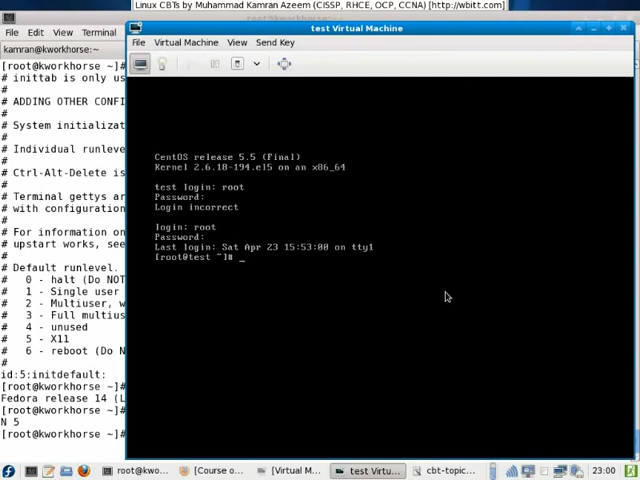 Linux CBTs by Muhammad Kamran Azeem (CISSP, RHCE, OCP, CCNA) [http://wbitt.com]
root@kworkhorse:~
File Edit View Search Terminal
kamran@kworkhorse:~
[root@kworkhorse ~]#
# inittab is only us
#
# ADDING OTHER CONFI
#
# System initializat
#
# Individual runleve
#
# Ctrl-Alt-Delete is
#
# Terminal gettys ar
# with configuration
#
# For information on
# upstart works, see
#
# Default runlevel.
#   0 - halt (Do NOT
#   1 - Single user
#   2 - Multiuser, w
#   3 - Full multius
#   4 - unused
#   5 - X11
#   6 - reboot (Do N
#
id:5:initdefault:
[root@kworkhorse ~]#
Fedora release 14 (L
[root@kworkhorse ~]#
N 5
[root@kworkhorse ~]#
test Virtual Machine
File Virtual Machine View Send Key
CentOS release 5.5 (Final)
Kernel 2.6.18-194.el5 on an x86_64
test login: root
Password:
Login incorrect
login: root
Password:
Last login: Sat Apr 23 15:53:00 on tty1
[root@test ~]# _
root@kwo...
[Course o...
[Virtual M...
test Virtu...
cbt-topic...
23:00